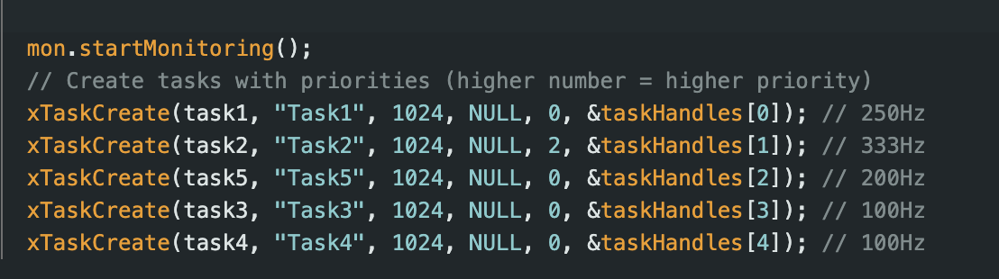 mon.startMonitoring();
// Create tasks with priorities (higher number = higher priority)
xTaskCreate(task1, "Task1", 1024, NULL, 0, &taskHandles[0]); // 250Hz
xTaskCreate(task2, "Task2", 1024, NULL, 2, &taskHandles[1]); // 333Hz
xTaskCreate(task5, "Task5", 1024, NULL, 0, &taskHandles[2]); // 200Hz
xTaskCreate(task3, "Task3", 1024, NULL, 0, &taskHandles[3]); // 100Hz
xTaskCreate(task4, "Task4", 1024, NULL, 0, &taskHandles[4]); // 100Hz